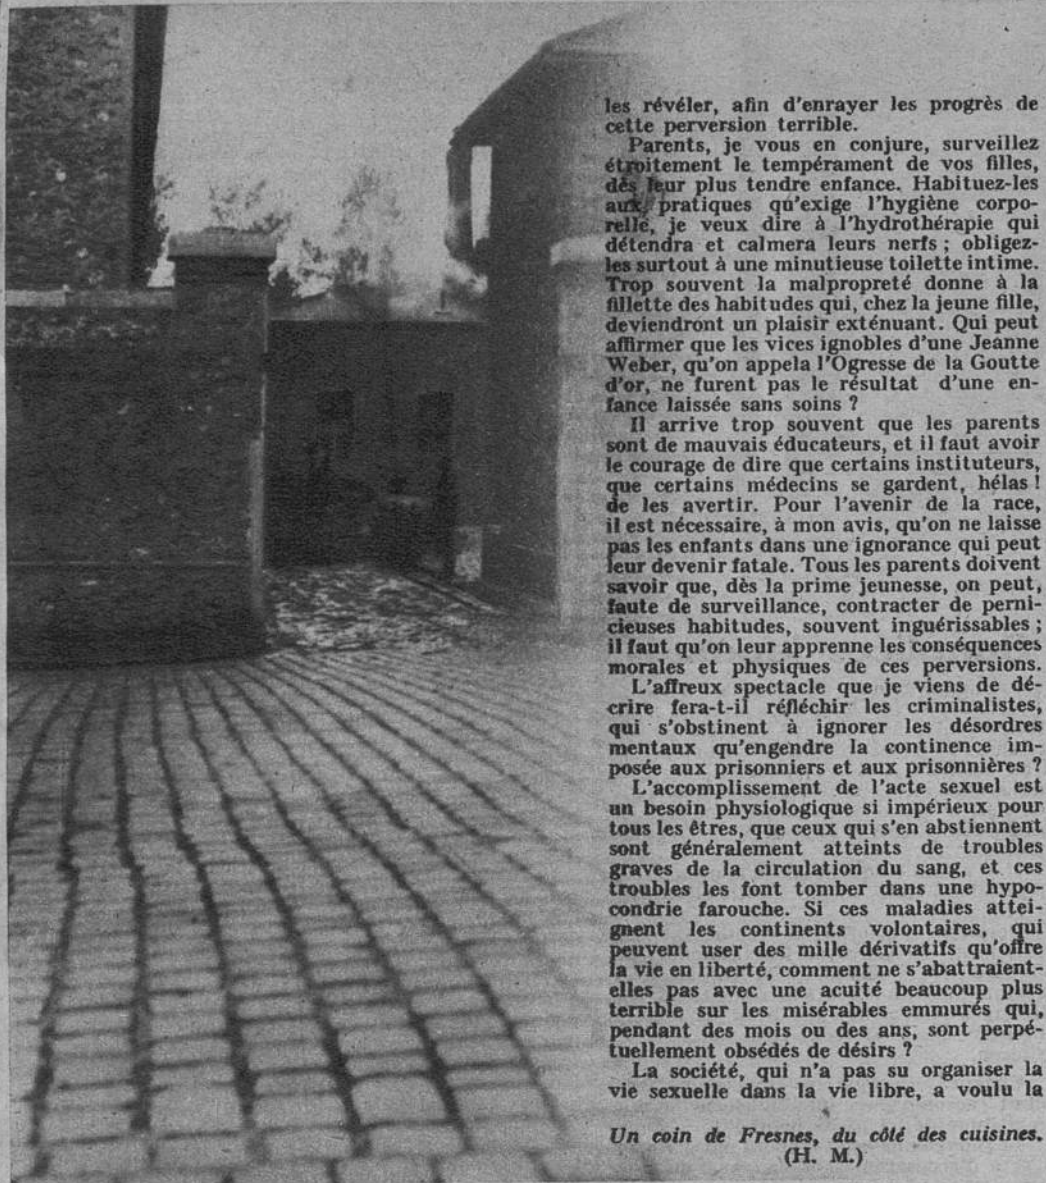 les révéler, afin d'enrayer les progrès de
cette perversion terrible.
Parents, je vous en conjure, surveillez
étroitement le tempérament de vos filles,
dès leur plus tendre enfance. Habituez-les
aux pratiques qu'exige l'hygiène corpo-
relle, je veux dire à l'hydrothérapie qui
détendra et calmera leurs nerfs ; obligez-
les surtout à une minutieuse toilette intime.
Trop souvent la malpropreté donne à la
fillette des habitudes qui, chez la jeune fille,
deviendront un plaisir exténuant. Qui peut
affirmer que les vices ignobles d'une Jeanne
Weber, qu'on appela l'Ogresse de la Goutte
d'or, ne furent pas le résultat d'une en-
fance laissée sans soins ?
Il arrive trop souvent que les parents
sont de mauvais éducateurs, et il faut avoir
le courage de dire que certains instituteurs,
que certains médecins se gardent, hélas !
de les avertir. Pour l'avenir de la race,
il est nécessaire, à mon avis, qu'on ne laisse
pas les enfants dans une ignorance qui peut
leur devenir fatale. Tous les parents doivent
savoir que, dès la prime jeunesse, on peut,
faute de surveillance, contracter de perni-
cieuses habitudes, souvent inguérissables ;
il faut qu'on leur apprenne les conséquences
morales et physiques de ces perversions.
L'affreux spectacle que je viens de dé-
crire fera-t-il réfléchir les criminalistes,
qui s'obstinent à ignorer les désordres
mentaux qu'engendre la continence im-
posée aux prisonniers et aux prisonnières ?
L'accomplissement de l'acte sexuel est
un besoin physiologique si impérieux pour
tous les êtres, que ceux qui s'en abstiennent
sont généralement atteints de troubles
graves de la circulation du sang, et ces
troubles les font tomber dans une hypo-
condrie farouche. Si ces maladies attei-
gnent les continents volontaires, qui
peuvent user des mille dérivatifs qu'offre
la vie en liberté, comment ne s'abattraient-
elles pas avec une acuité beaucoup plus
terrible sur les misérables emmurés qui,
pendant des mois ou des ans, sont perpé-
tuellement obsédés de désirs ?
La société, qui n'a pas su organiser la
vie sexuelle dans la vie libre, a voulu la
Un coin de Fresnes, du côté des cuisines.
(H. M.)